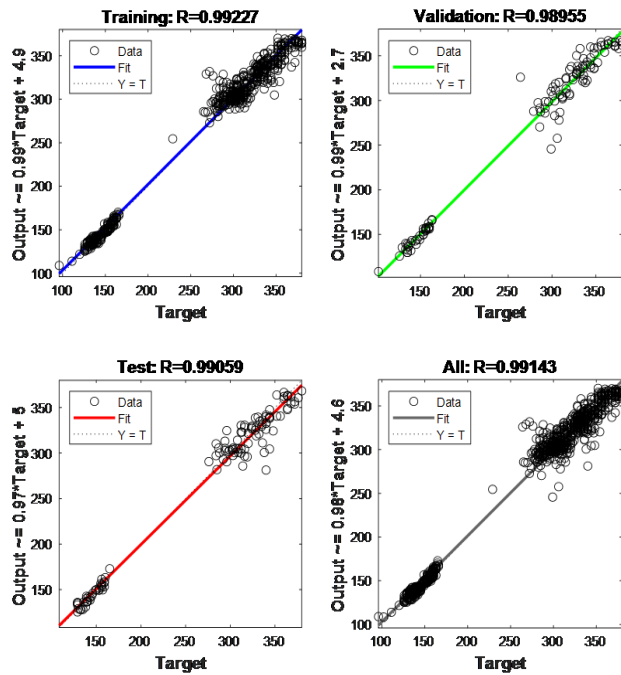 Training: R=0.99227
Output ~= 0.99*Target + 4.9
350
300
250
200
150
100
Data
Fit
Y = T
100 150 200 250 300 350
Target
Validation: R=0.98955
Output ~= 0.99*Target + 2.7
350
300
250
200
150
100
Data
Fit
Y = T
100 150 200 250 300 350
Target
Test: R=0.99059
Output ~= 0.97*Target + 5
350
300
250
200
150
Data
Fit
Y = T
150 200 250 300 350
Target
All: R=0.99143
Output ~= 0.98*Target + 4.6
350
300
250
200
150
100
Data
Fit
Y = T
100 150 200 250 300 350
Target